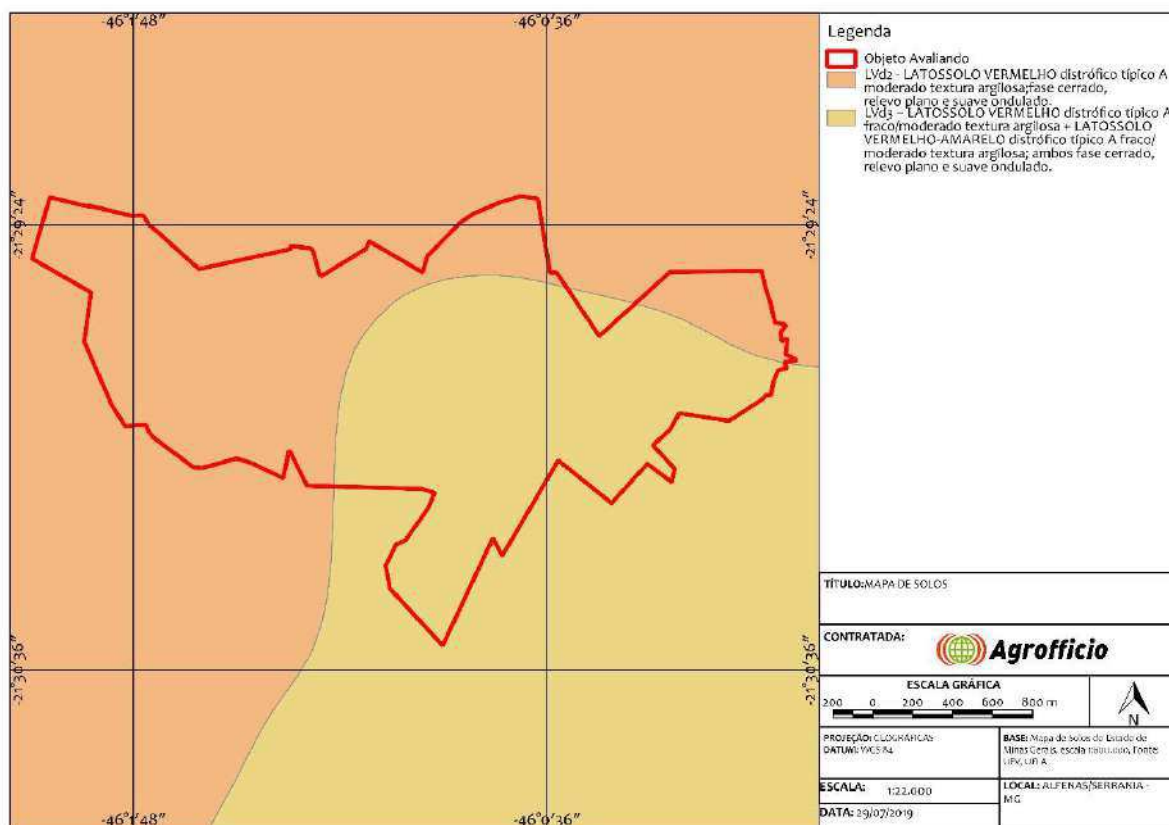 -46°1'48"
-46°0'36"
-21°29'24"
-21°29'24"
-21°30'36"
-21°30'36"
-46°1'48"
-46°0'36"
Legenda
Objeto Avaliando
LVd2 - LATOSSOLO VERMELHO distrófico típico A
moderado textura argilosa;fase cerrado,
relevo plano e suave ondulado.
LVd3 – LATOSSOLO VERMELHO distrófico típico A
fraco/moderado textura argilosa + LATOSSOLO
VERMELHO-AMARELO distrófico típico A fraco/
moderado textura argilosa; ambos fase cerrado,
relevo plano e suave ondulado.
TÍTULO:MAPA DE SOLOS
CONTRATADA:
Agrofficio
ESCALA GRÁFICA
200 0 200 400 600 800 m
N
PROJEÇÃO:
DATUM: WGS 84
BASE: Mapa de Solos do Estado de
Minas Gerais, escala Fonte:
UFV,
ESCALA: 1:22.000
LOCAL: ALFENAS/SERRANIA -
MG
DATA: 29/07/2019